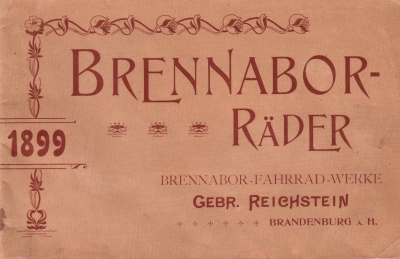 BRENNABOR-
RÄDER
1899
BRENNABOR-FAHRRAD-WERKE
GEBR. REICHSTEIN
BRANDENBURG A. H.